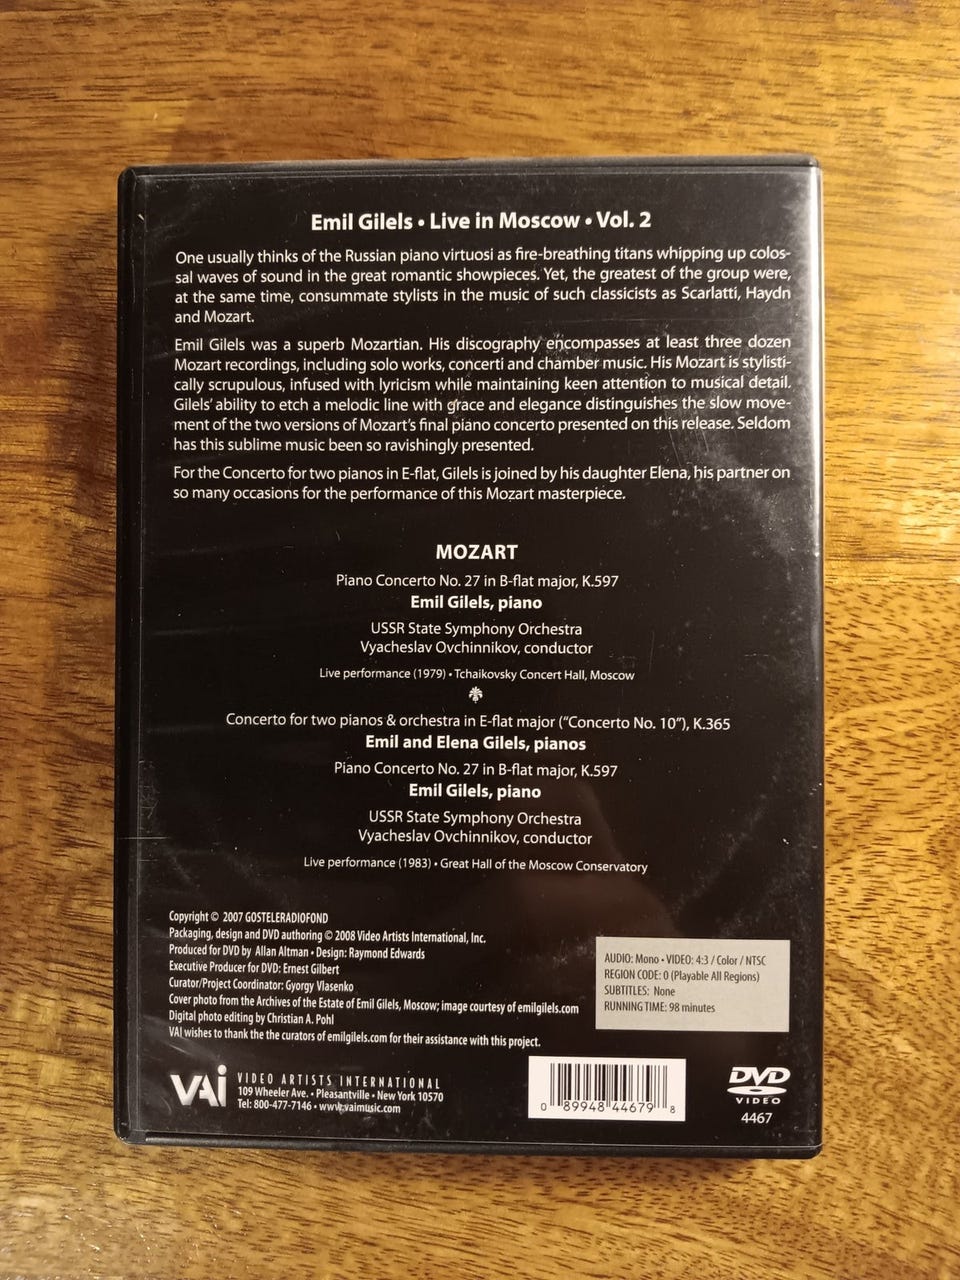 Emil Gilels • Live in Moscow • Vol. 2
One usually thinks of the Russian piano virtuosi as fire-breathing titans whipping up colos-
sal waves of sound in the great romantic showpieces. Yet, the greatest of the group were,
at the same time, consummate stylists in the music of such classicists as Scarlatti, Haydn
and Mozart.
Emil Gilels was a superb Mozartian. His discography encompasses at least three dozen
Mozart recordings, including solo works, concerti and chamber music. His Mozart is stylisti-
cally scrupulous, infused with lyricism while maintaining keen attention to musical detail.
Gilels' ability to etch a melodic line with grace and elegance distinguishes the slow move-
ment of the two versions of Mozart's final piano concerto presented on this release. Seldom
has this sublime music been so ravishingly presented.
For the Concerto for two pianos in E-flat, Gilels is joined by his daughter Elena, his partner on
so many occasions for the performance of this Mozart masterpiece.
MOZART
Piano Concerto No. 27 in B-flat major, K.597
Emil Gilels, piano
USSR State Symphony Orchestra
Vyacheslav Ovchinnikov, conductor
Live performance (1979) • Tchaikovsky Concert Hall, Moscow
Concerto for two pianos & orchestra in E-flat major ("Concerto No. 10"), K.365
Emil and Elena Gilels, pianos
Piano Concerto No. 27 in B-flat major, K.597
Emil Gilels, piano
USSR State Symphony Orchestra
Vyacheslav Ovchinnikov, conductor
Live performance (1983) • Great Hall of the Moscow Conservatory
Copyright © 2007 GOSTELERADIOFOND
Packaging, design and DVD authoring © 2008 Video Artists International, Inc.
Produced for DVD by Allan Altman • Design: Raymond Edwards
Executive Producer for DVD: Ernest Gilbert
Curator/Project Coordinator: Gyorgy Vlasenko
Cover photo from the Archives of the Estate of Emil Gilels, Moscow; image courtesy of emilgilels.com
Digital photo editing by Christian A. Pohl
VAI wishes to thank the the curators of emilgilels.com for their assistance with this project.
AUDIO: Mono • VIDEO: 4:3 / Color / NTSC
REGION CODE: 0 (Playable All Regions)
SUBTITLES: None
RUNNING TIME: 98 minutes
VAI VIDEO ARTISTS INTERNATIONAL
109 Wheeler Ave. • Pleasantville • New York 10570
Tel: 800-477-7146 • www.vaimusic.com
0 89948 44679 8
DVD
VIDEO
4467